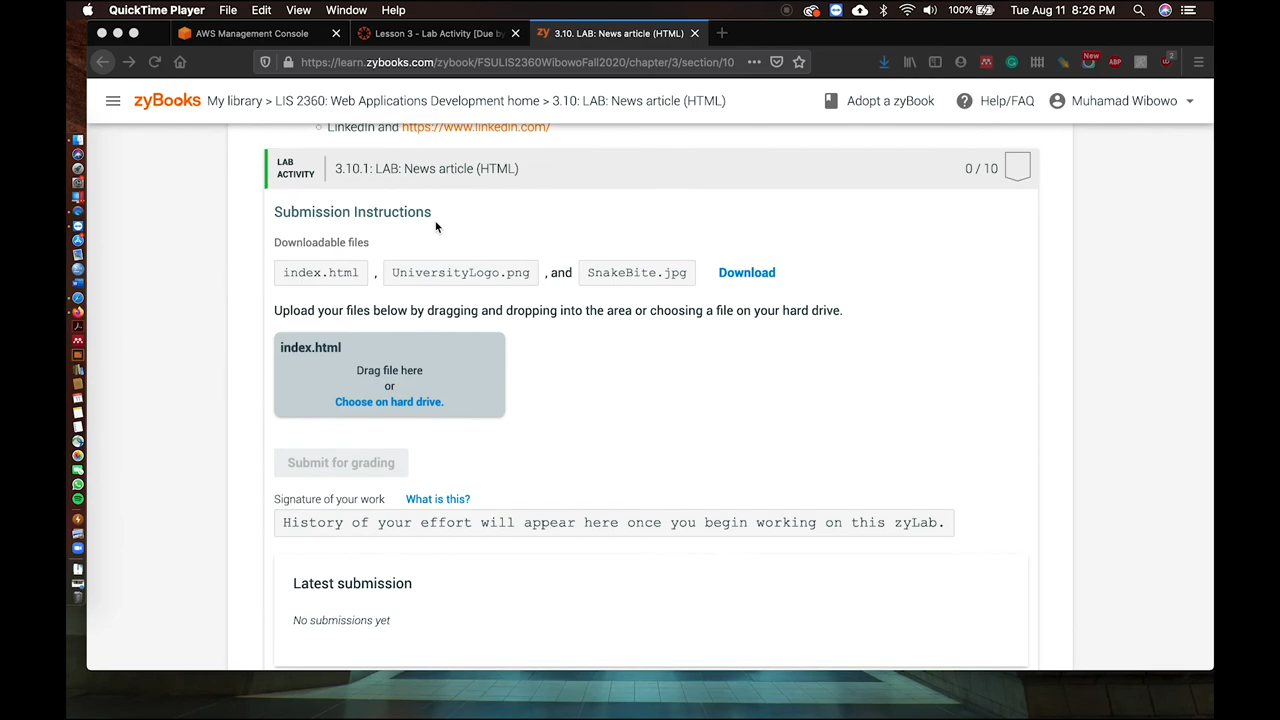 QuickTime Player File Edit View Window Help 100% Tue Aug 11 8:26 PM
AWS Management Console Lesson 3 - Lab Activity [Due by zy 3.10. LAB: News article (HTML)
https://learn.zybooks.com/zybook/FSULIS2360WibowoFall2020/chapter/3/section/10 New ABP 2
zyBooks My library > LIS 2360: Web Applications Development home > 3.10: LAB: News article (HTML) Adopt a zyBook Help/FAQ Muhamad Wibowo
LinkedIn and https://www.linkedin.com/
LAB ACTIVITY 3.10.1: LAB: News article (HTML) 0 / 10
Submission Instructions
Downloadable files
index.html , UniversityLogo.png , and SnakeBite.jpg Download
Upload your files below by dragging and dropping into the area or choosing a file on your hard drive.
index.html
Drag file here
or
Choose on hard drive.
Submit for grading
Signature of your work What is this?
History of your effort will appear here once you begin working on this zyLab.
Latest submission
No submissions yet